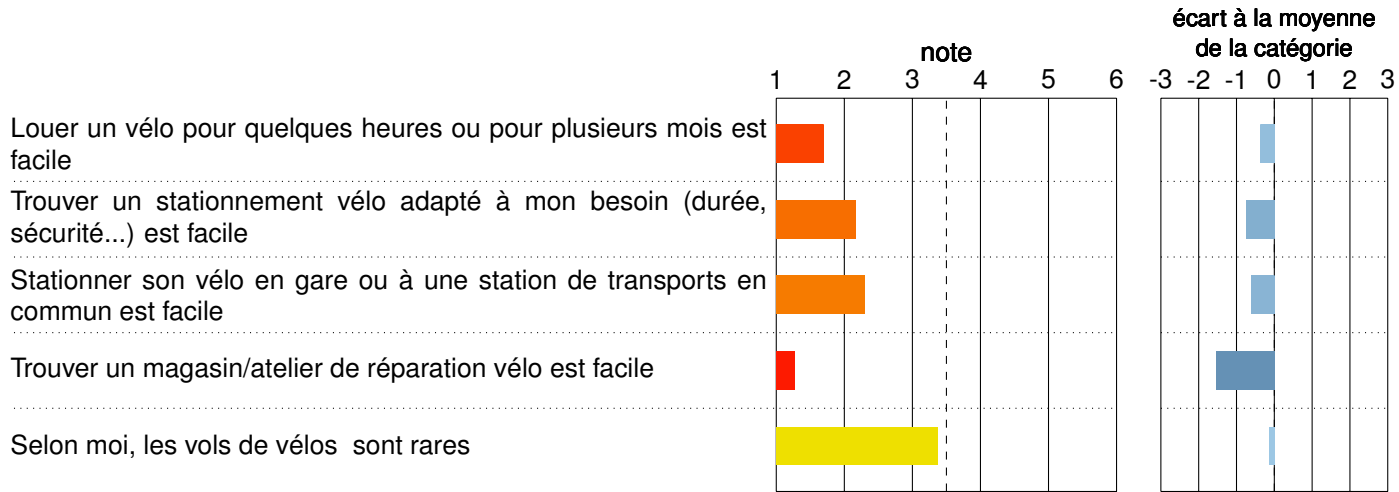 écart à la moyenne
de la catégorie
note
1 2 3 4 5 6
-3 -2 -1 0 1 2 3
Louer un vélo pour quelques heures ou pour plusieurs mois est
facile
Trouver un stationnement vélo adapté à mon besoin (durée,
sécurité...) est facile
Stationner son vélo en gare ou à une station de transports en
commun est facile
Trouver un magasin/atelier de réparation vélo est facile
Selon moi, les vols de vélos sont rares